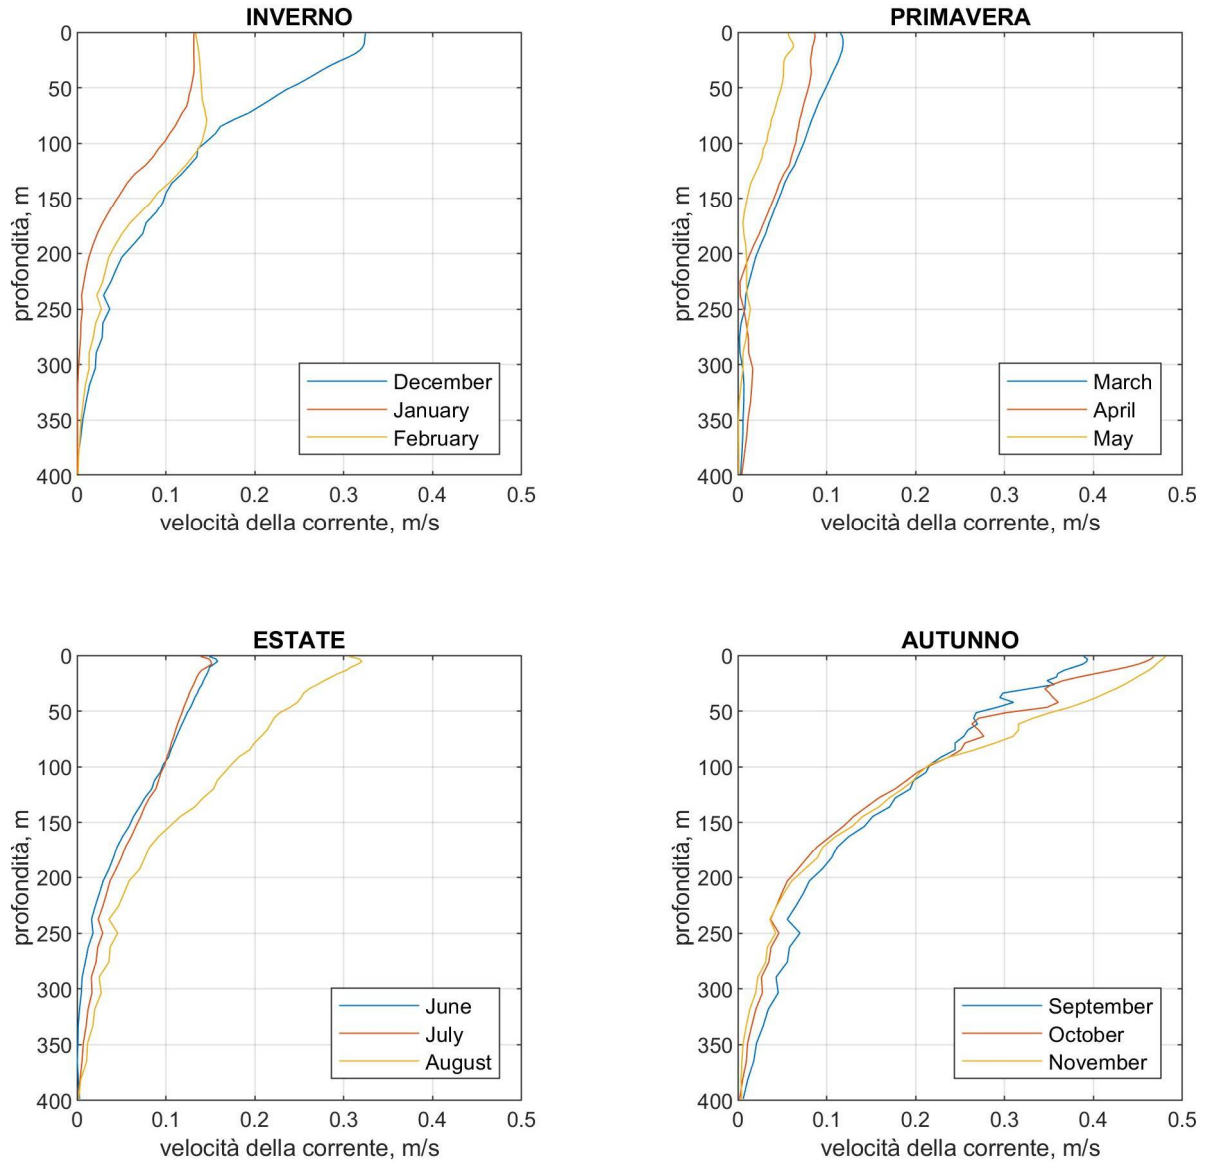 INVERNO
0
50
100
150
200
250
300
350
400
profondità, m
December
January
February
0 0.1 0.2 0.3 0.4 0.5
velocità della corrente, m/s
PRIMAVERA
0
50
100
150
200
250
300
350
400
profondità, m
March
April
May
0 0.1 0.2 0.3 0.4 0.5
velocità della corrente, m/s
ESTATE
0
50
100
150
200
250
300
350
400
profondità, m
June
July
August
0 0.1 0.2 0.3 0.4 0.5
velocità della corrente, m/s
AUTUNNO
0
50
100
150
200
250
300
350
400
profondità, m
September
October
November
0 0.1 0.2 0.3 0.4 0.5
velocità della corrente, m/s